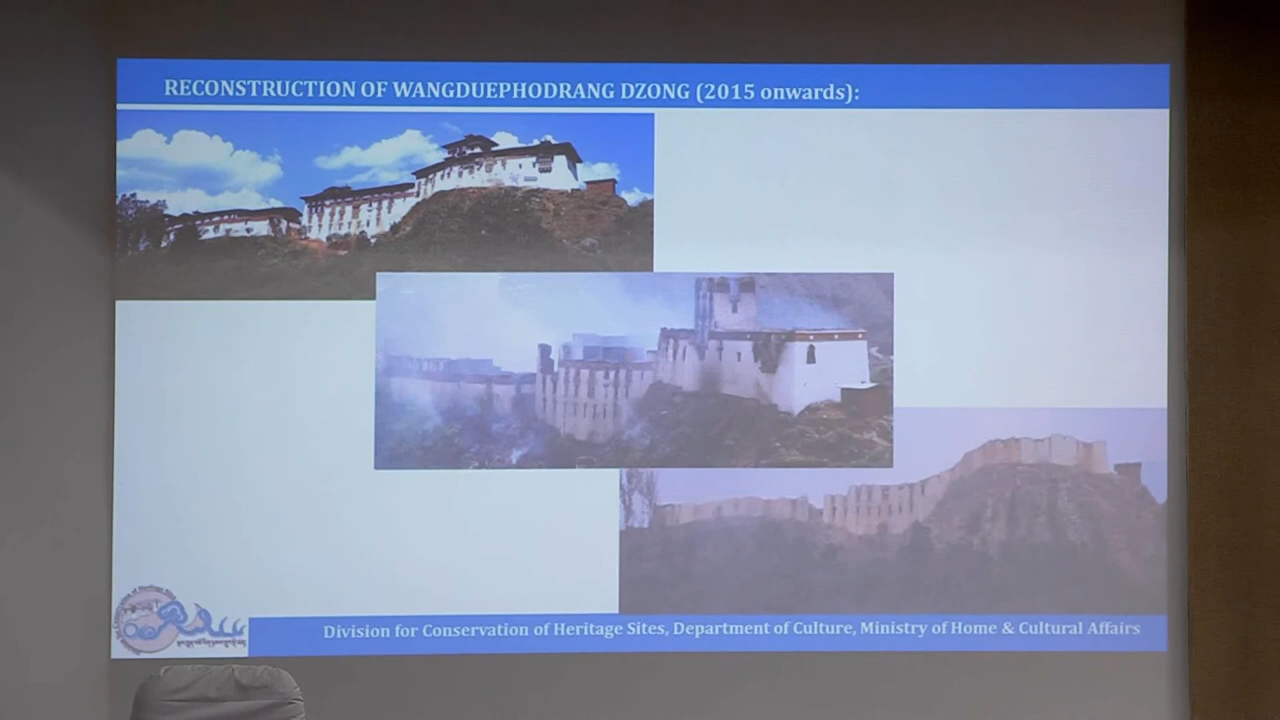 RECONSTRUCTION OF WANGDUEPHODRANG DZONG (2015 onwards):
Division for Conservation of Heritage Sites, Department of Culture, Ministry of Home & Cultural Affairs